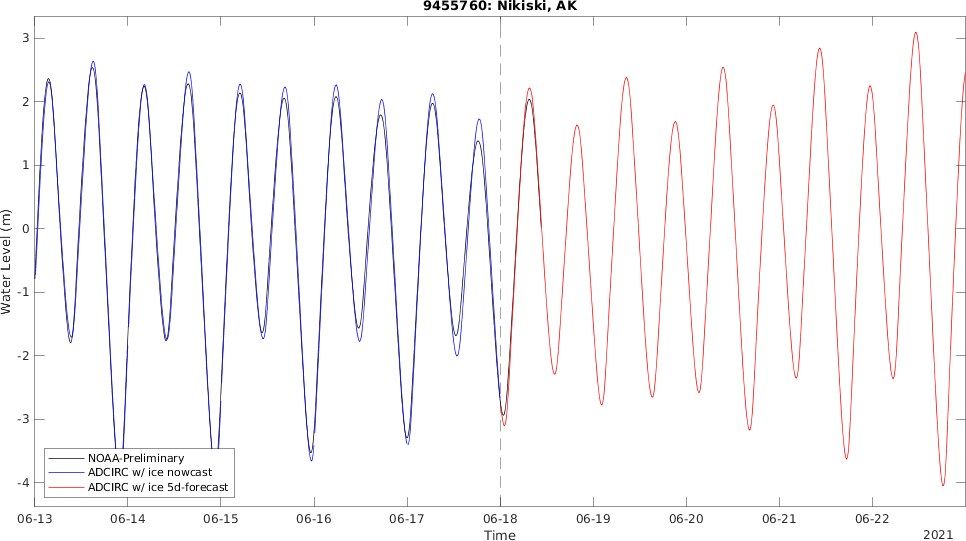 9455760: Nikiski, AK
Water Level (m)
3
2
1
0
-1
-2
-3
-4
NOAA-Preliminary
ADCIRC w/ ice nowcast
ADCIRC w/ ice 5d-forecast
06-13 06-14 06-15 06-16 06-17 06-18 06-19 06-20 06-21 06-22
Time
2021